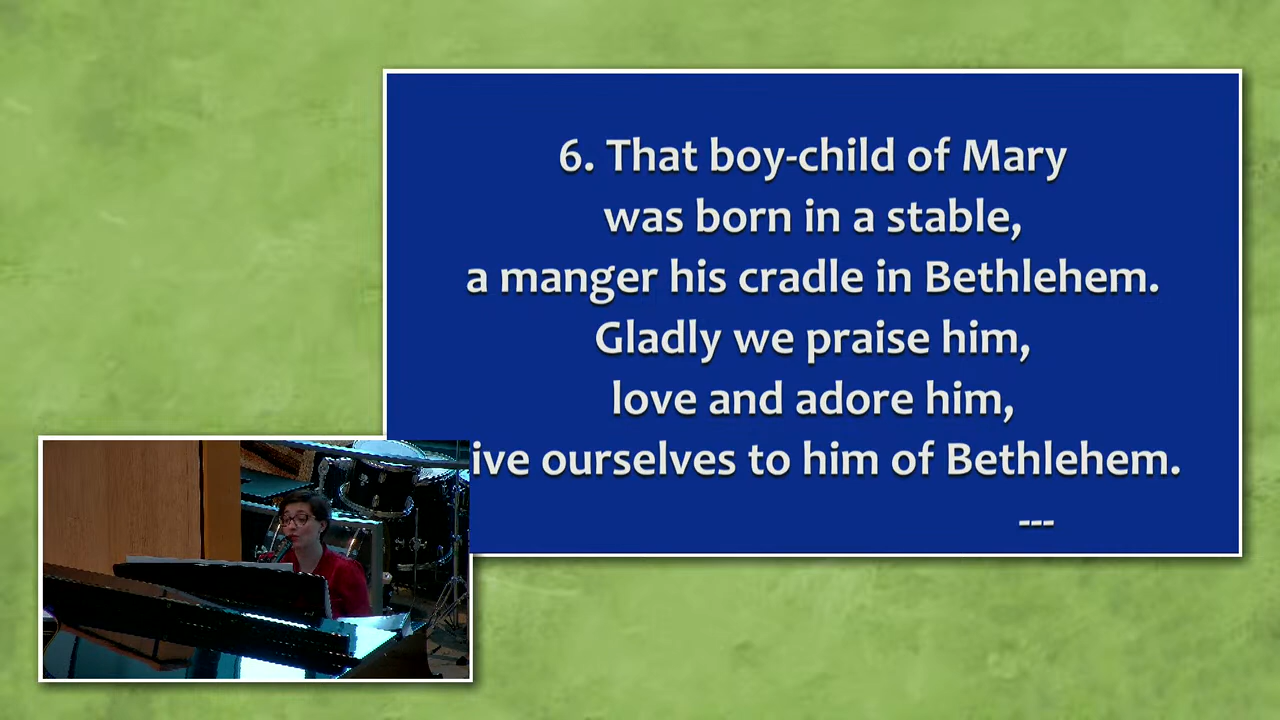 6. That boy-child of Mary
was born in a stable,
a manger his cradle in Bethlehem.
Gladly we praise him,
love and adore him,
ive ourselves to him of Bethlehem.
---